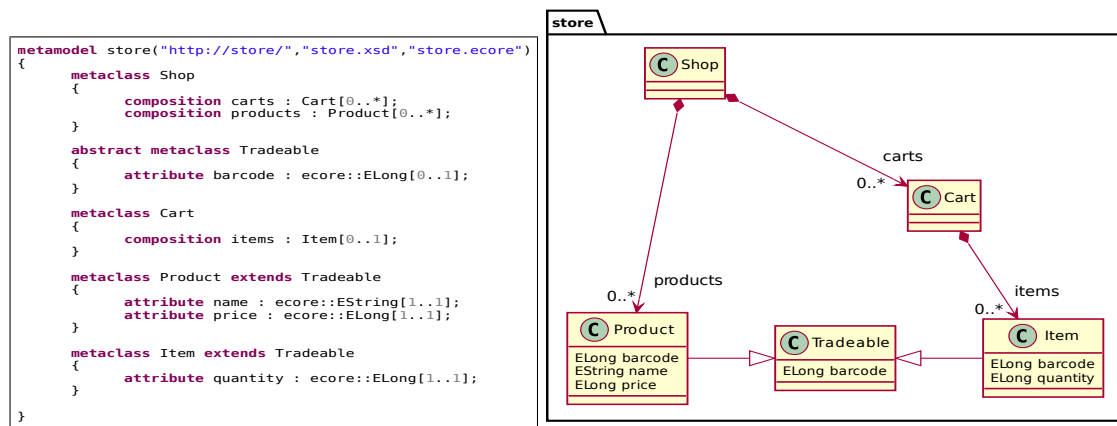 metamodel store("http://store/","store.xsd","store.ecore")
{
metaclass Shop
{
composition carts : Cart[0..*];
composition products : Product[0..*];
}
abstract metaclass Tradeable
{
attribute barcode : ecore::ELong[0..1];
}
metaclass Cart
{
composition items : Item[0..1];
}
metaclass Product extends Tradeable
{
attribute name : ecore::EString[1..1];
attribute price : ecore::ELong[1..1];
}
metaclass Item extends Tradeable
{
attribute quantity : ecore::ELong[1..1];
}
}
store
C Shop
carts
0..*
C Cart
products
0..*
items
0..*
C Product
ELong barcode
EString name
ELong price
C Tradeable
ELong barcode
C Item
ELong barcode
ELong quantity